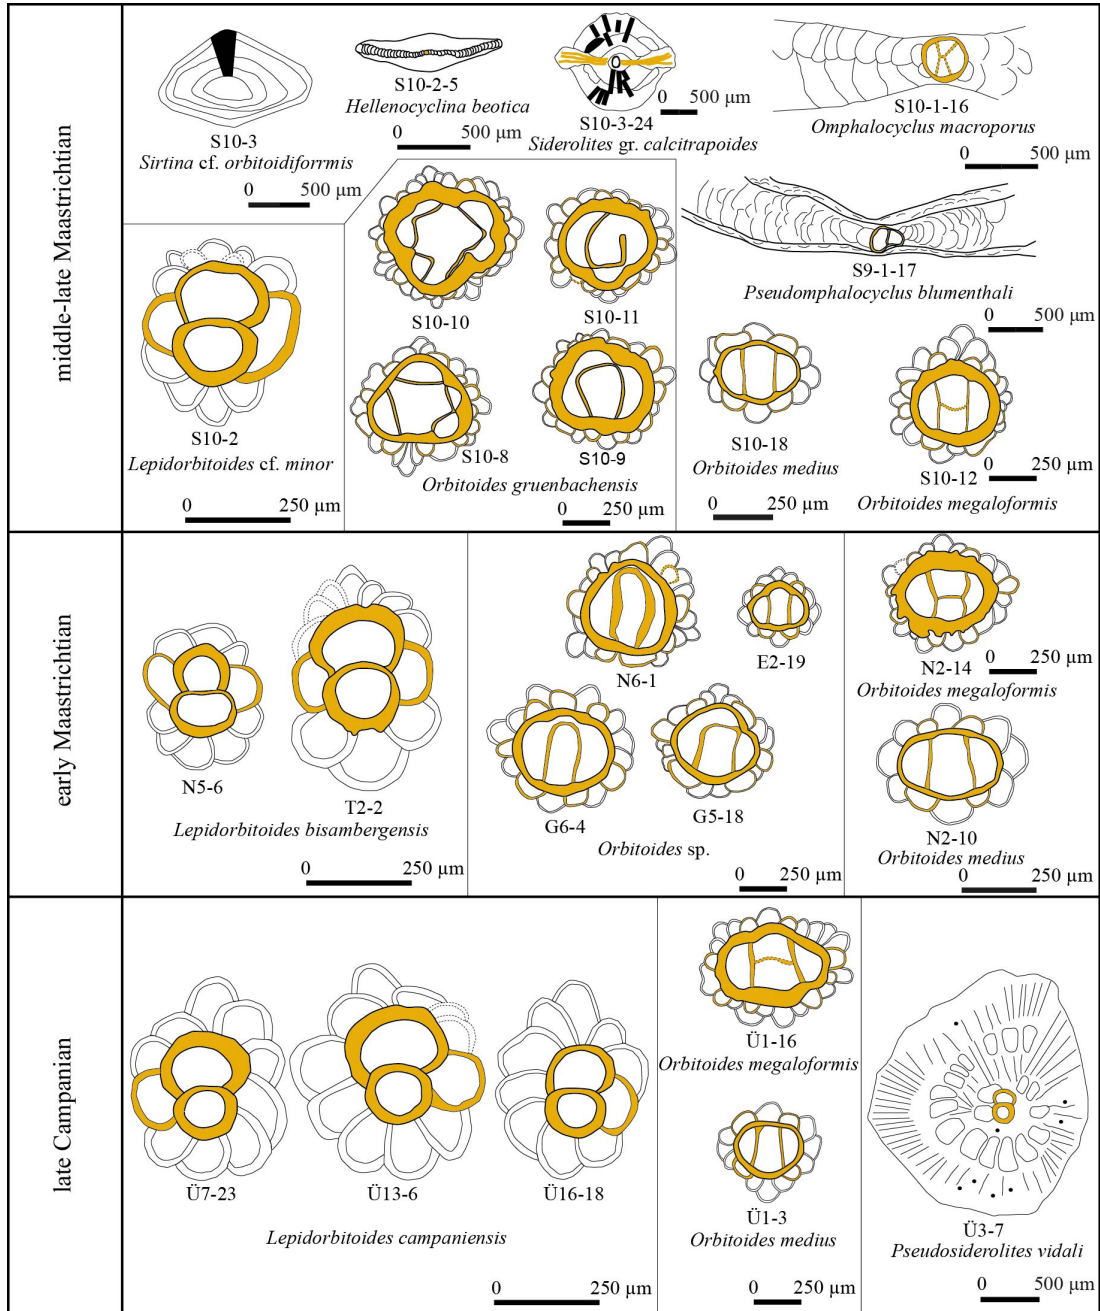 middle-late Maastrichtian
S10-3
Sirtina cf. orbitoidiforrmis
0 500 µm
S10-2-5
Hellenocyclina beotica
0 500 µm
0 500 µm
S10-3-24
Siderolites gr. calcitrapoides
S10-1-16
Omphalocyclus macroporus
0 500 µm
S10-2
Lepidorbitoides cf. minor
0 250 µm
S10-10
S10-11
S10-8
S10-9
Orbitoides gruenbachensis
0 250 µm
S9-1-17
Pseudomphalocyclus blumenthali
0 500 µm
S10-18
Orbitoides medius
0 250 µm
S10-12
0 250 µm
Orbitoides megaloformis
early Maastrichtian
N5-6
T2-2
Lepidorbitoides bisambergensis
0 250 µm
N6-1
E2-19
G6-4
G5-18
Orbitoides sp.
0 250 µm
N2-14
0 250 µm
Orbitoides megaloformis
N2-10
Orbitoides medius
0 250 µm
late Campanian
Ü7-23
Ü13-6
Ü16-18
Lepidorbitoides campaniensis
0 250 µm
Ü1-16
Orbitoides megaloformis
Ü1-3
Orbitoides medius
0 250 µm
Ü3-7
Pseudosiderolites vidali
0 500 µm